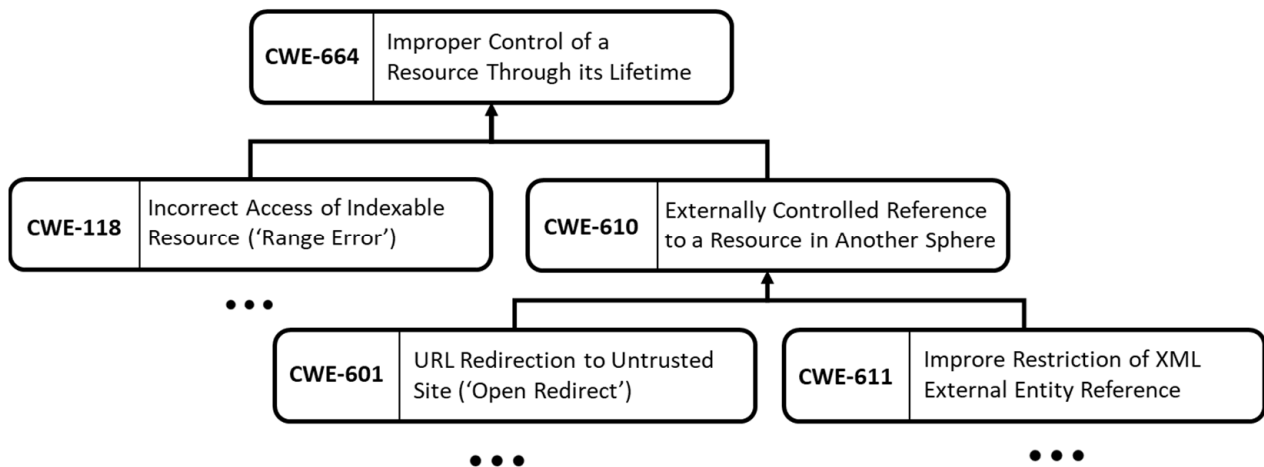 CWE-664
Improper Control of a
Resource Through its Lifetime
CWE-118
Incorrect Access of Indexable
Resource (‘Range Error’)
CWE-610
Externally Controlled Reference
to a Resource in Another Sphere
•••
CWE-601
URL Redirection to Untrusted
Site (‘Open Redirect’)
CWE-611
Improre Restriction of XML
External Entity Reference
•••
•••